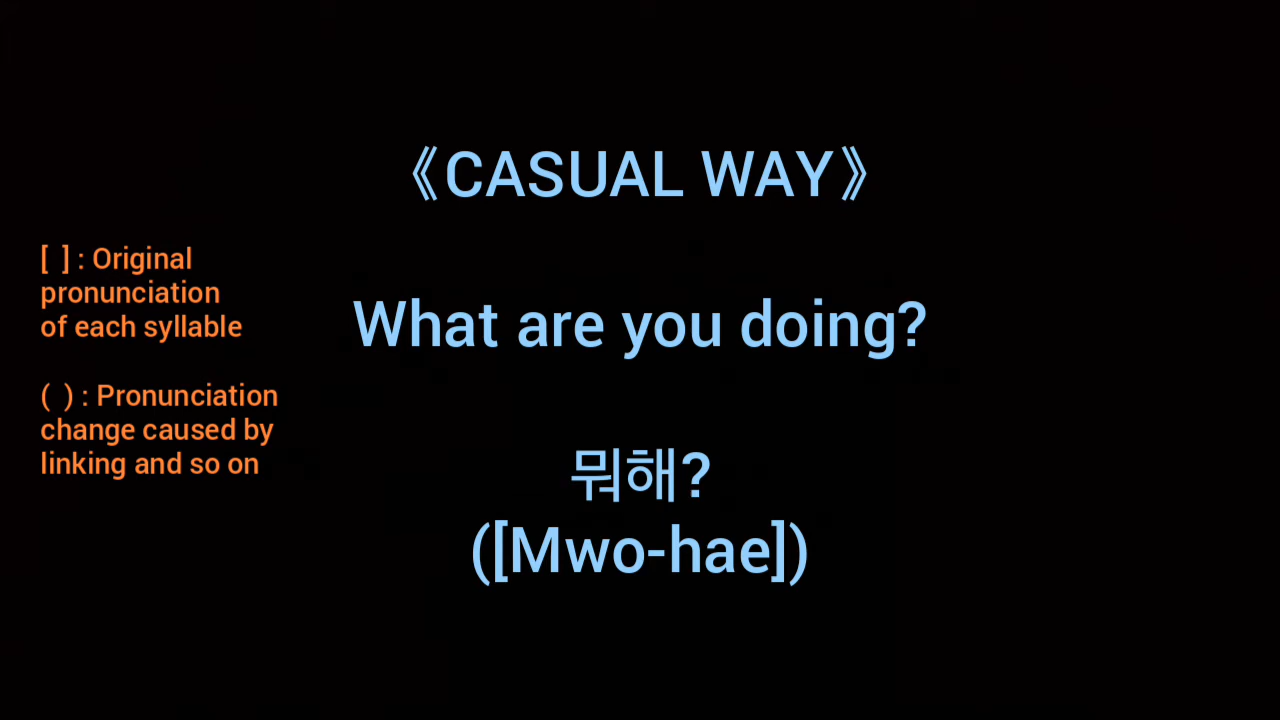 《CASUAL WAY》
[ ] : Original
pronunciation
of each syllable
( ) : Pronunciation
change caused by
linking and so on
What are you doing?
뭐해?
([Mwo-hae])